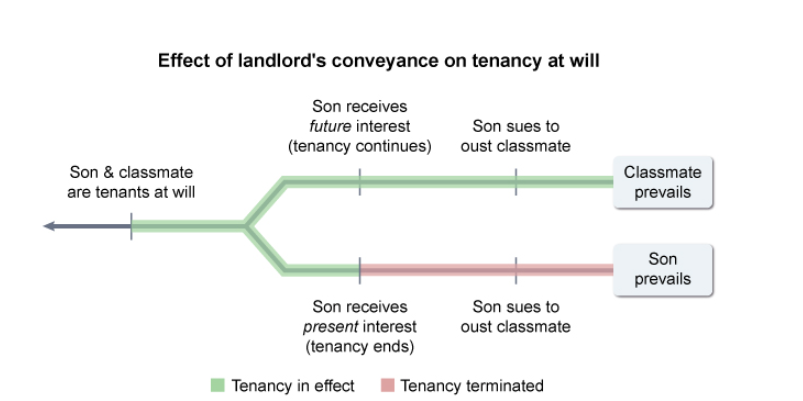 Effect of landlord's conveyance on tenancy at will
Son receives
future interest
(tenancy continues)
Son sues to
oust classmate
Classmate
prevails
Son & classmate
are tenants at will
Son
prevails
Son receives
present interest
(tenancy ends)
Son sues to
oust classmate
Tenancy in effect
Tenancy terminated